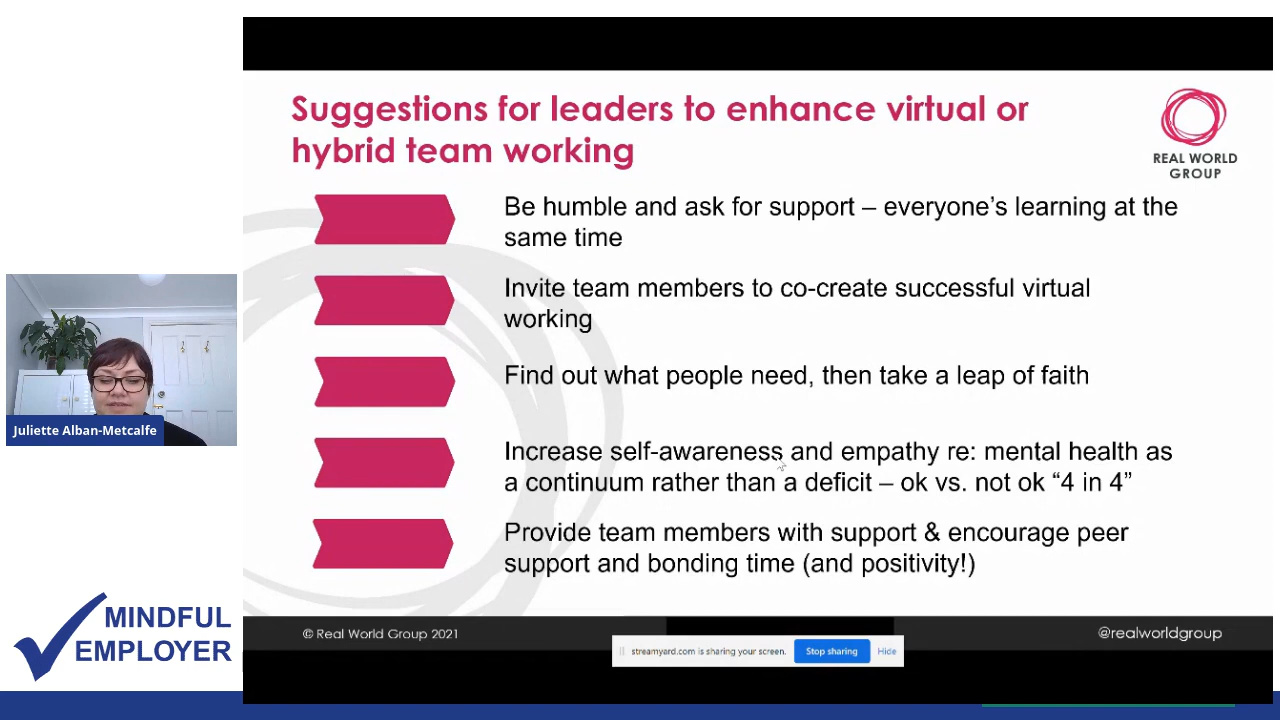 Suggestions for leaders to enhance virtual or
hybrid team working
REAL WORLD
GROUP
Be humble and ask for support – everyone's learning at the
same time
Invite team members to co-create successful virtual
working
Find out what people need, then take a leap of faith
Increase self-awareness and empathy re: mental health as
a continuum rather than a deficit – ok vs. not ok “4 in 4”
Provide team members with support & encourage peer
support and bonding time (and positivity!)
Juliette Alban-Metcalfe
MINDFUL
EMPLOYER
© Real World Group 2021
@realworldgroup
streamyard.com is sharing your screen.
Stop sharing
Hide